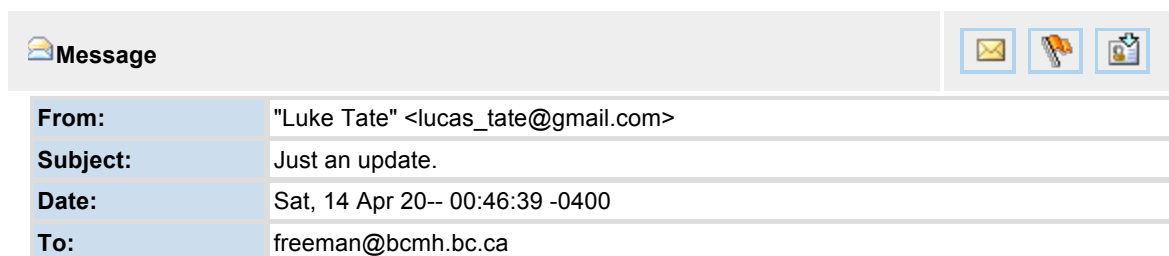 Message
From: "Luke Tate" <lucas_tate@gmail.com>
Subject: Just an update.
Date: Sat, 14 Apr 20-- 00:46:39 -0400
To: freeman@bcmh.bc.ca